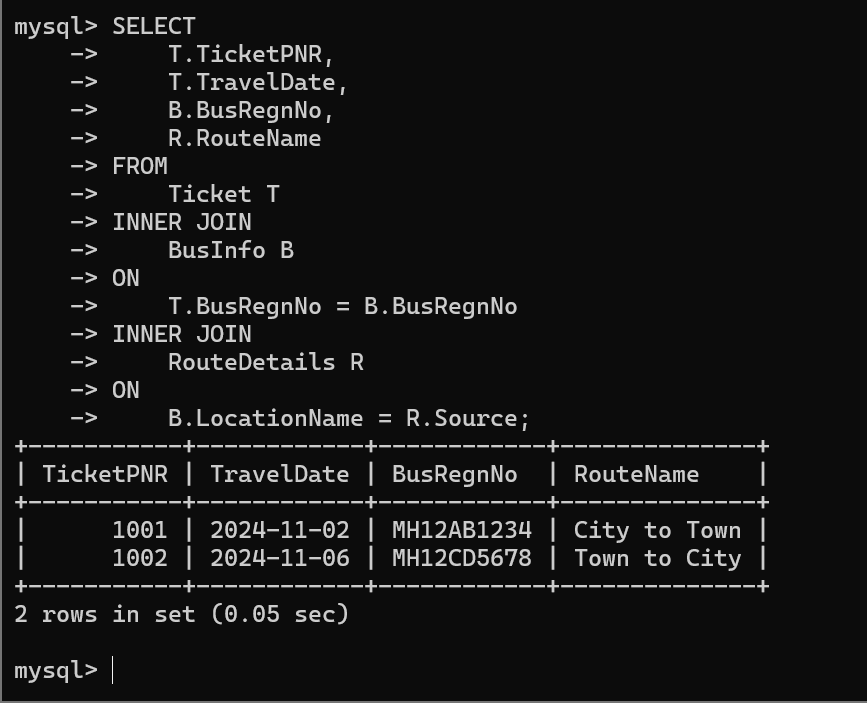 mysql> SELECT
    ->     T.TicketPNR,
    ->     T.TravelDate,
    ->     B.BusRegnNo,
    ->     R.RouteName
    -> FROM
    ->     Ticket T
    -> INNER JOIN
    ->     BusInfo B
    -> ON
    ->     T.BusRegnNo = B.BusRegnNo
    -> INNER JOIN
    ->     RouteDetails R
    -> ON
    ->     B.LocationName = R.Source;
+-----------+------------+------------+--------------+
| TicketPNR | TravelDate | BusRegnNo  | RouteName    |
+-----------+------------+------------+--------------+
|      1001 | 2024-11-02 | MH12AB1234 | City to Town |
|      1002 | 2024-11-06 | MH12CD5678 | Town to City |
+-----------+------------+------------+--------------+
2 rows in set (0.05 sec)
mysql>